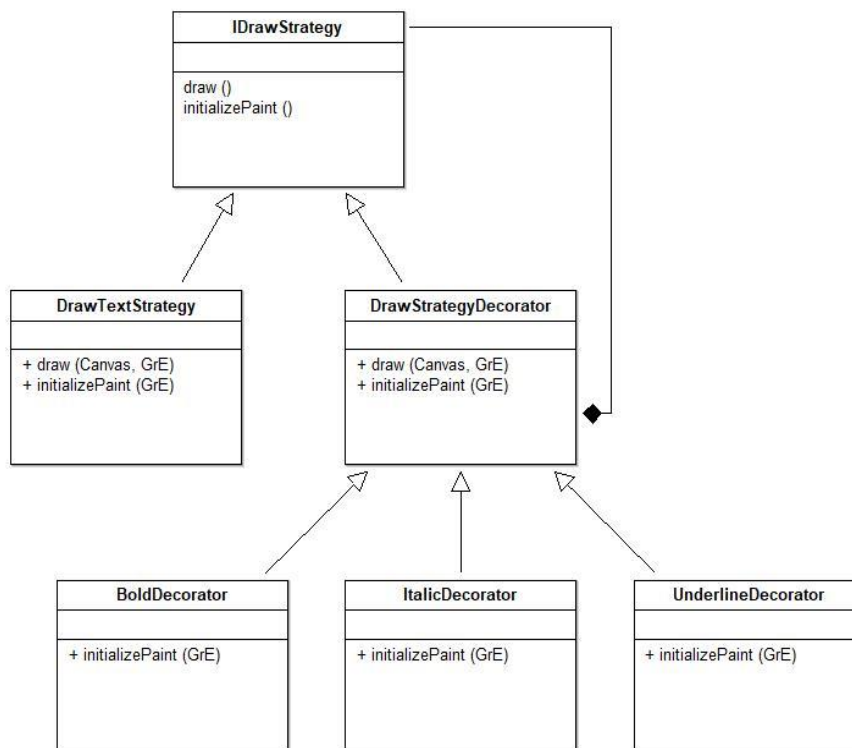 IDrawStrategy
draw ()
initializePaint ()
DrawTextStrategy
+ draw (Canvas, GrE)
+ initializePaint (GrE)
DrawStrategyDecorator
+ draw (Canvas, GrE)
+ initializePaint (GrE)
BoldDecorator
+ initializePaint (GrE)
ItalicDecorator
+ initializePaint (GrE)
UnderlineDecorator
+ initializePaint (GrE)